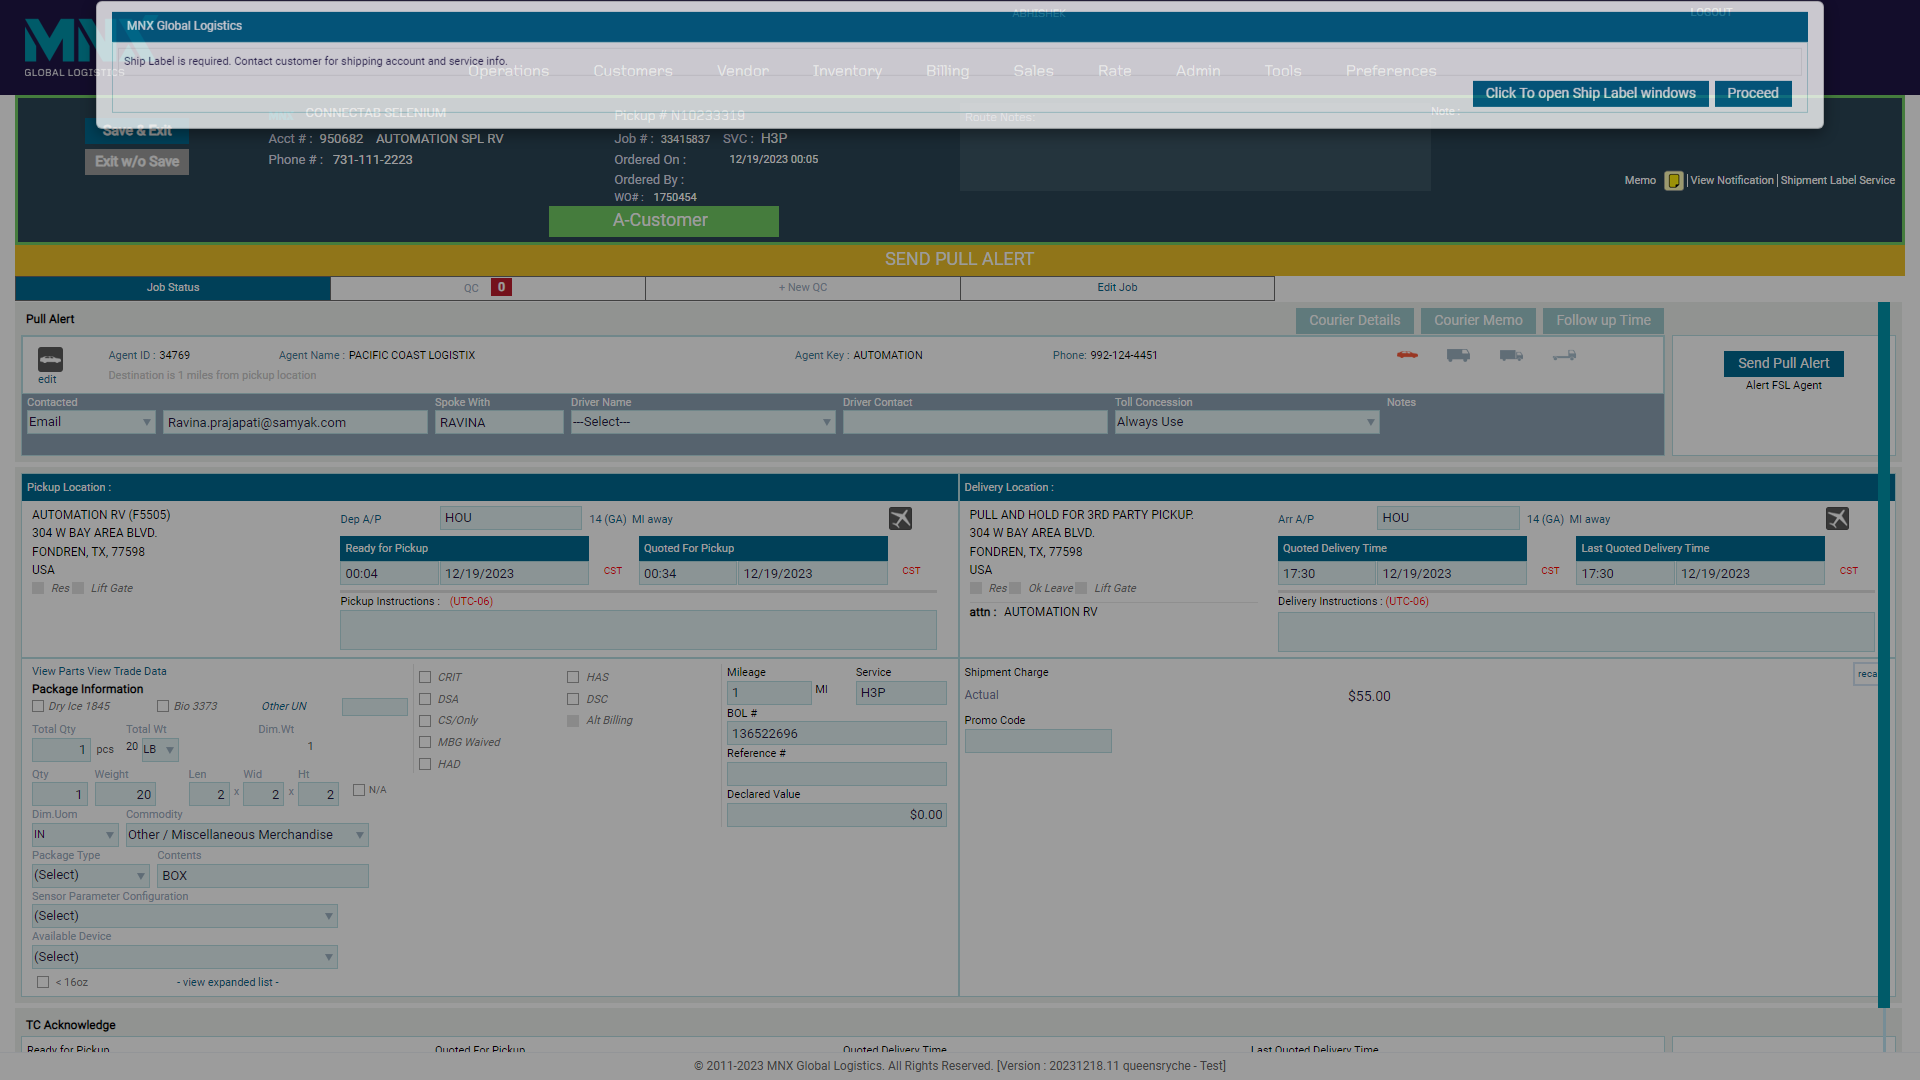 MNX
GLOBAL LOGISTICS
MNX Global Logistics
ABHISHEK
LOGOUT
Ship Label is required. Contact customer for shipping account and service info.
Operations Customers Vendor Inventory Billing Sales Rate Admin Tools Preferences
Click To open Ship Label windows Proceed
Save & Exit
Exit w/o Save
CONNECTAB SELENIUM
Acct # : 950682 AUTOMATION SPL RV
Phone # : 731-111-2223
Pickup # N10233319
Job # : 33415837 SVC : H3P
Ordered On : 12/19/2023 00:05
Ordered By :
WO# : 1750454
A-Customer
Route Notes:
Note :
Memo | View Notification | Shipment Label Service
SEND PULL ALERT
Job Status QC 0 + New QC Edit Job
Pull Alert
Courier Details Courier Memo Follow up Time
edit
Agent ID : 34769 Agent Name : PACIFIC COAST LOGISTIX Agent Key : AUTOMATION Phone: 992-124-4451
Destination is 1 miles from pickup location
Send Pull Alert
Alert FSL Agent
Contacted Spoke With Driver Name Driver Contact Toll Concession Notes
Email Ravina.prajapati@samyak.com RAVINA ---Select--- Always Use
Pickup Location :
AUTOMATION RV (F5505)
304 W BAY AREA BLVD.
FONDREN, TX, 77598
USA
Res Lift Gate
Dep A/P HOU 14 (GA) MI away
Ready for Pickup Quoted For Pickup
00:04 12/19/2023 CST 00:34 12/19/2023 CST
Pickup Instructions : (UTC-06)
Delivery Location :
PULL AND HOLD FOR 3RD PARTY PICKUP.
304 W BAY AREA BLVD.
FONDREN, TX, 77598
USA
Res Ok Leave Lift Gate
attn : AUTOMATION RV
Arr A/P HOU 14 (GA) MI away
Quoted Delivery Time Last Quoted Delivery Time
17:30 12/19/2023 CST 17:30 12/19/2023 CST
Delivery Instructions : (UTC-06)
View Parts View Trade Data
Package Information
Dry Ice 1845 Bio 3373 Other UN
Total Qty Total Wt Dim.Wt
1 pcs 20 LB 1
Qty Weight Len Wid Ht
1 20 2 x 2 x 2 N/A
Dim.Uom Commodity
IN Other / Miscellaneous Merchandise
Package Type Contents
(Select) BOX
Sensor Parameter Configuration
(Select)
Available Device
(Select)
< 16oz - view expanded list -
CRIT HAS
DSA DSC
CS/Only Alt Billing
MBG Waived
HAD
Mileage Service
1 MI H3P
BOL #
136522696
Reference #
Declared Value
$0.00
Shipment Charge
reca
Actual $55.00
Promo Code
TC Acknowledge
Ready for Pickup Quoted For Pickup Quoted Delivery Time Last Quoted Delivery Time
© 2011-2023 MNX Global Logistics. All Rights Reserved. [Version : 20231218.11 queensryche - Test]